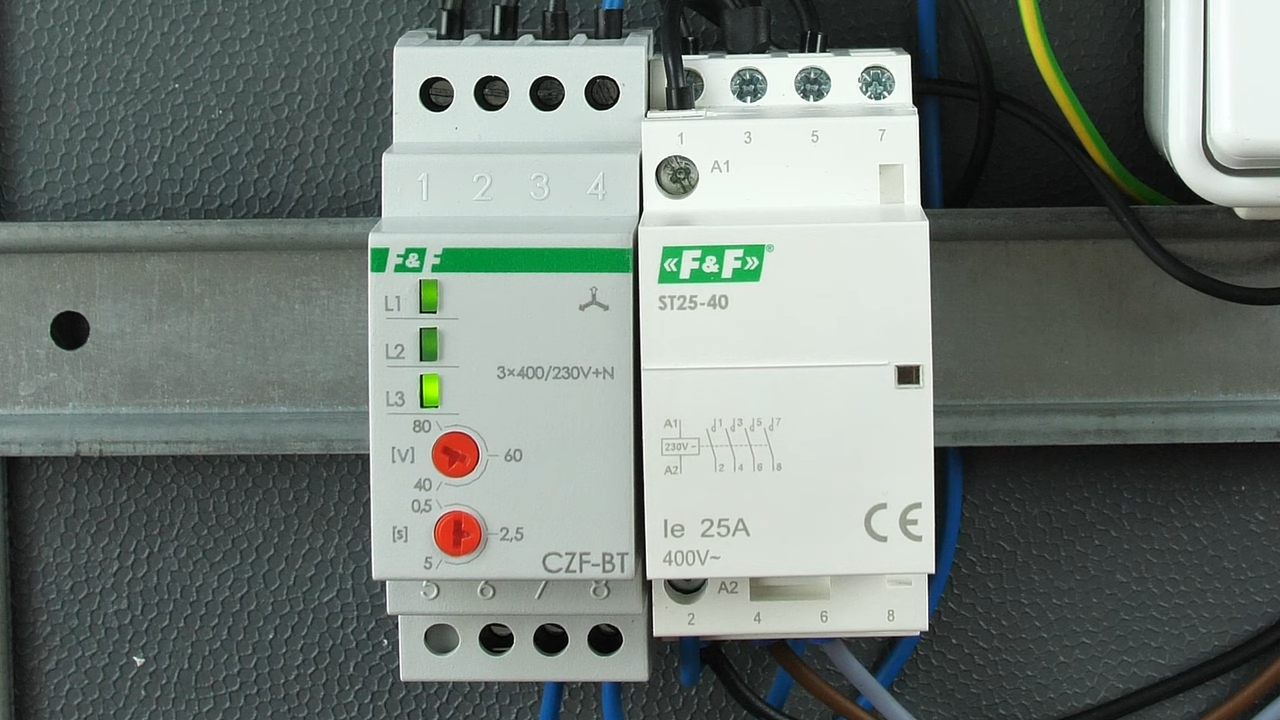 1 2 3 4
F&F
L1
L2
3×400/230V+N
L3
80
[V] 60
40
0,5
[s] 2,5
5
CZF-BT
5 6 7 8
1 3 5 7
A1
«F&F»®
ST25-40
A1 1 3 5 7
230V~
A2 2 4 6 8
Ie 25A
400V~
CE
A2
2 4 6 8